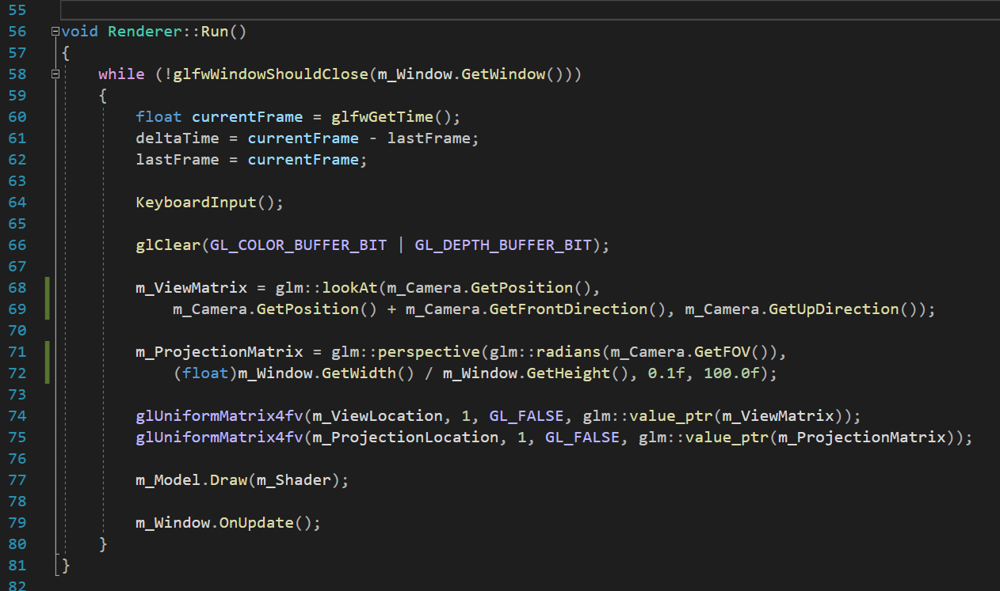 55
56 void Renderer::Run()
57 {
58     while (!glfwWindowShouldClose(m_Window.GetWindow()))
59     {
60         float currentFrame = glfwGetTime();
61         deltaTime = currentFrame - lastFrame;
62         lastFrame = currentFrame;
63
64         KeyboardInput();
65
66         glClear(GL_COLOR_BUFFER_BIT | GL_DEPTH_BUFFER_BIT);
67
68         m_ViewMatrix = glm::lookAt(m_Camera.GetPosition(),
69             m_Camera.GetPosition() + m_Camera.GetFrontDirection(), m_Camera.GetUpDirection());
70
71         m_ProjectionMatrix = glm::perspective(glm::radians(m_Camera.GetFOV()),
72             (float)m_Window.GetWidth() / m_Window.GetHeight(), 0.1f, 100.0f);
73
74         glUniformMatrix4fv(m_ViewLocation, 1, GL_FALSE, glm::value_ptr(m_ViewMatrix));
75         glUniformMatrix4fv(m_ProjectionLocation, 1, GL_FALSE, glm::value_ptr(m_ProjectionMatrix));
76
77         m_Model.Draw(m_Shader);
78
79         m_Window.OnUpdate();
80     }
81 }
82